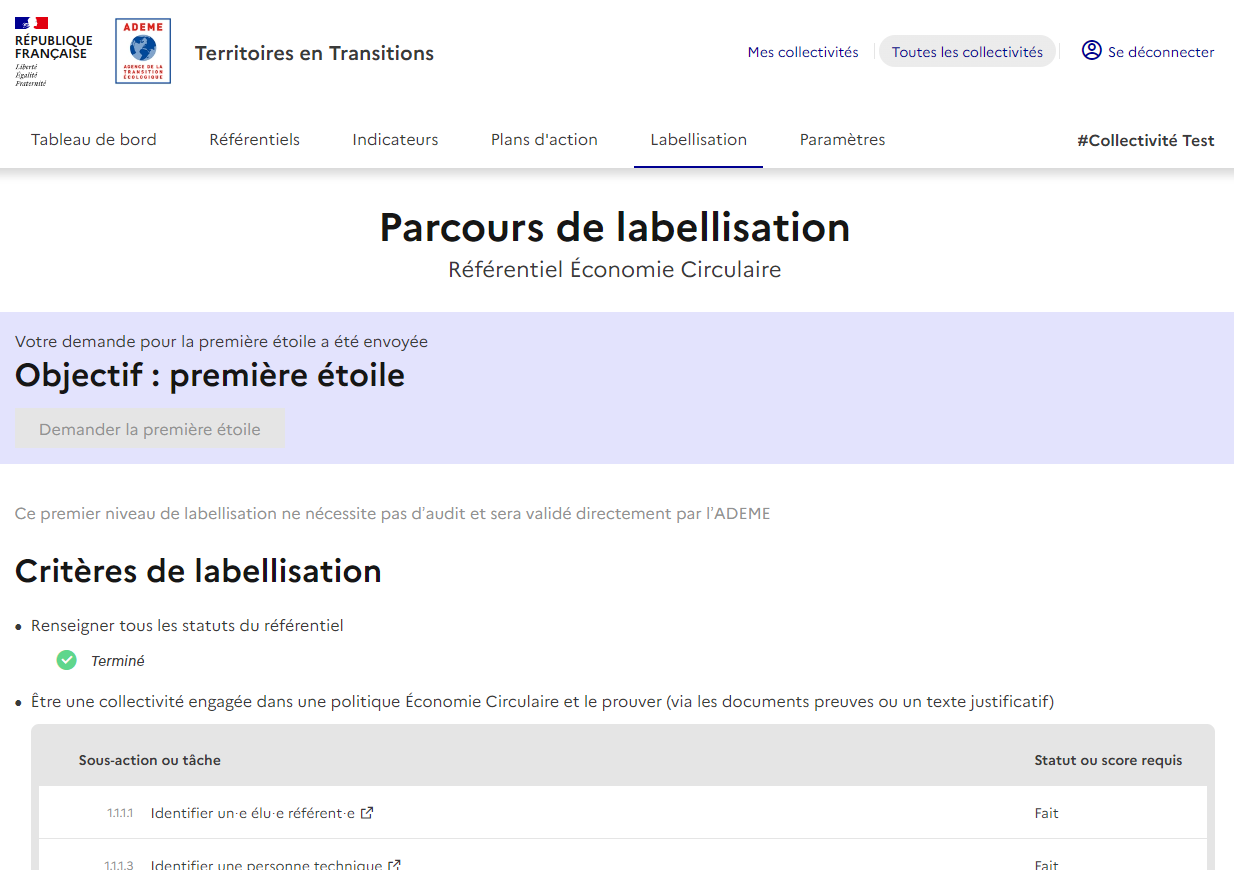 RÉPUBLIQUE
FRANÇAISE
Liberté
Égalité
Fraternité
ADEME
AGENCE DE LA
TRANSITION
ÉCOLOGIQUE
Territoires en Transitions
Mes collectivités
Toutes les collectivités
Se déconnecter
Tableau de bord
Référentiels
Indicateurs
Plans d'action
Labellisation
Paramètres
#Collectivité Test
Parcours de labellisation
Référentiel Économie Circulaire
Votre demande pour la première étoile a été envoyée
Objectif : première étoile
Demander la première étoile
Ce premier niveau de labellisation ne nécessite pas d’audit et sera validé directement par l’ADEME
Critères de labellisation
• Renseigner tous les statuts du référentiel
Terminé
• Être une collectivité engagée dans une politique Économie Circulaire et le prouver (via les documents preuves ou un texte justificatif)
Sous-action ou tâche Statut ou score requis
1.1.1.1 Identifier un·e élu·e référent·e Fait
1.1.1.3 Identifier une personne technique Fait